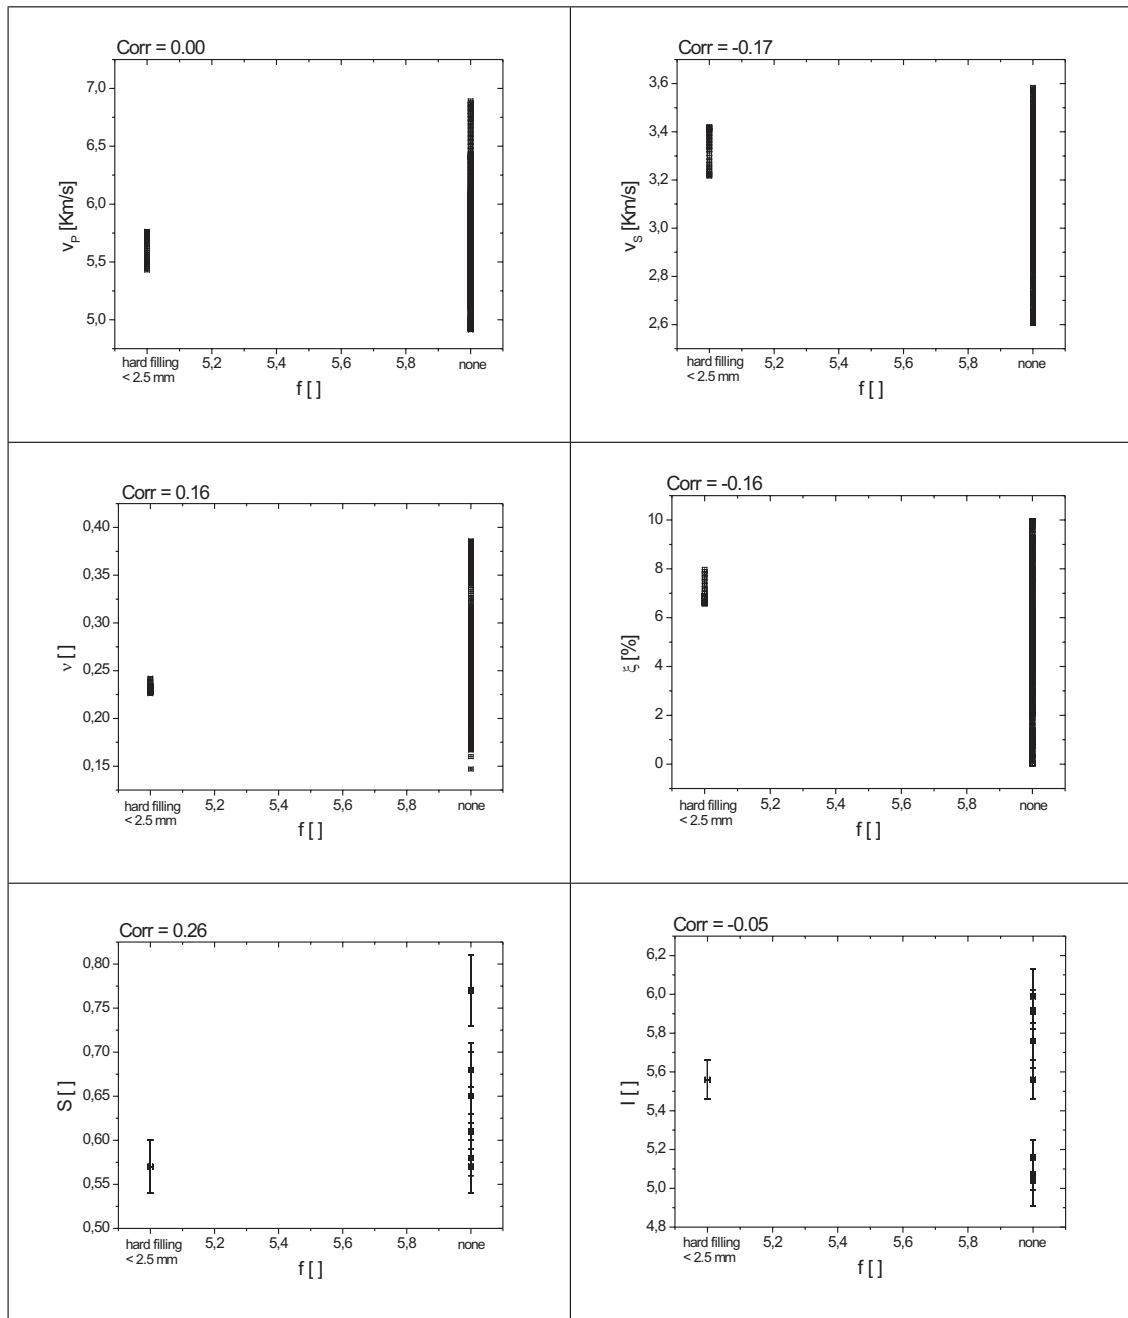 Corr = 0.00
7,0
6,5
6,0
5,5
5,0
vP [Km/s]
hard filling
< 2.5 mm
5,2
5,4
5,6
5,8
none
f [ ]
Corr = -0.17
3,6
3,4
3,2
3,0
2,8
2,6
vS [Km/s]
hard filling
< 2.5 mm
5,2
5,4
5,6
5,8
none
f [ ]
Corr = 0.16
0,40
0,35
0,30
0,25
0,20
0,15
ν [ ]
hard filling
< 2.5 mm
5,2
5,4
5,6
5,8
none
f [ ]
Corr = -0.16
10
8
6
4
2
0
ξ [%]
hard filling
< 2.5 mm
5,2
5,4
5,6
5,8
none
f [ ]
Corr = 0.26
0,80
0,75
0,70
0,65
0,60
0,55
0,50
S [ ]
hard filling
< 2.5 mm
5,2
5,4
5,6
5,8
none
f [ ]
Corr = -0.05
6,2
6,0
5,8
5,6
5,4
5,2
5,0
4,8
I [ ]
hard filling
< 2.5 mm
5,2
5,4
5,6
5,8
none
f [ ]